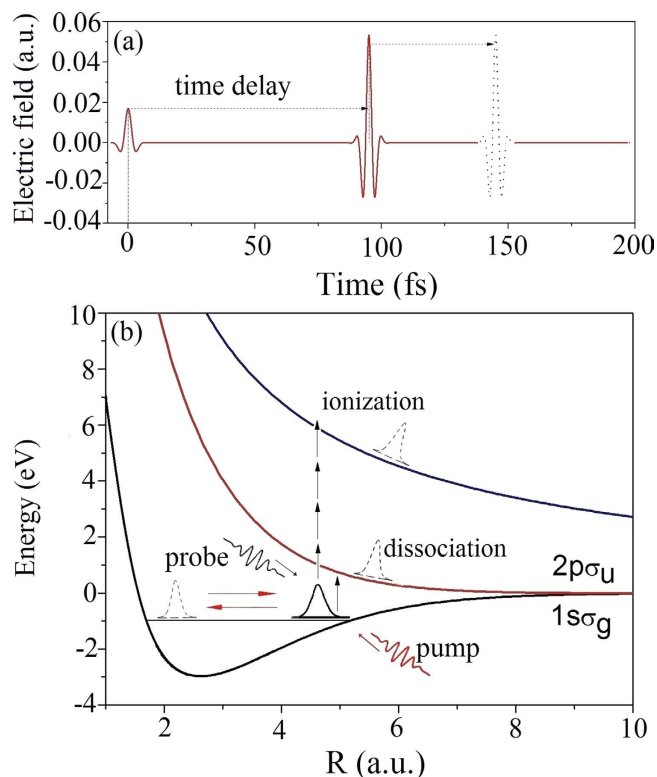 (a)
0.06
0.04
0.02
0.00
-0.02
-0.04
Electric field (a.u.)
time delay
0
50
100
150
200
Time (fs)
(b)
10
8
6
4
2
0
-2
-4
Energy (eV)
ionization
probe
dissociation
2pσu
1sσg
pump
2
4
6
8
10
R (a.u.)